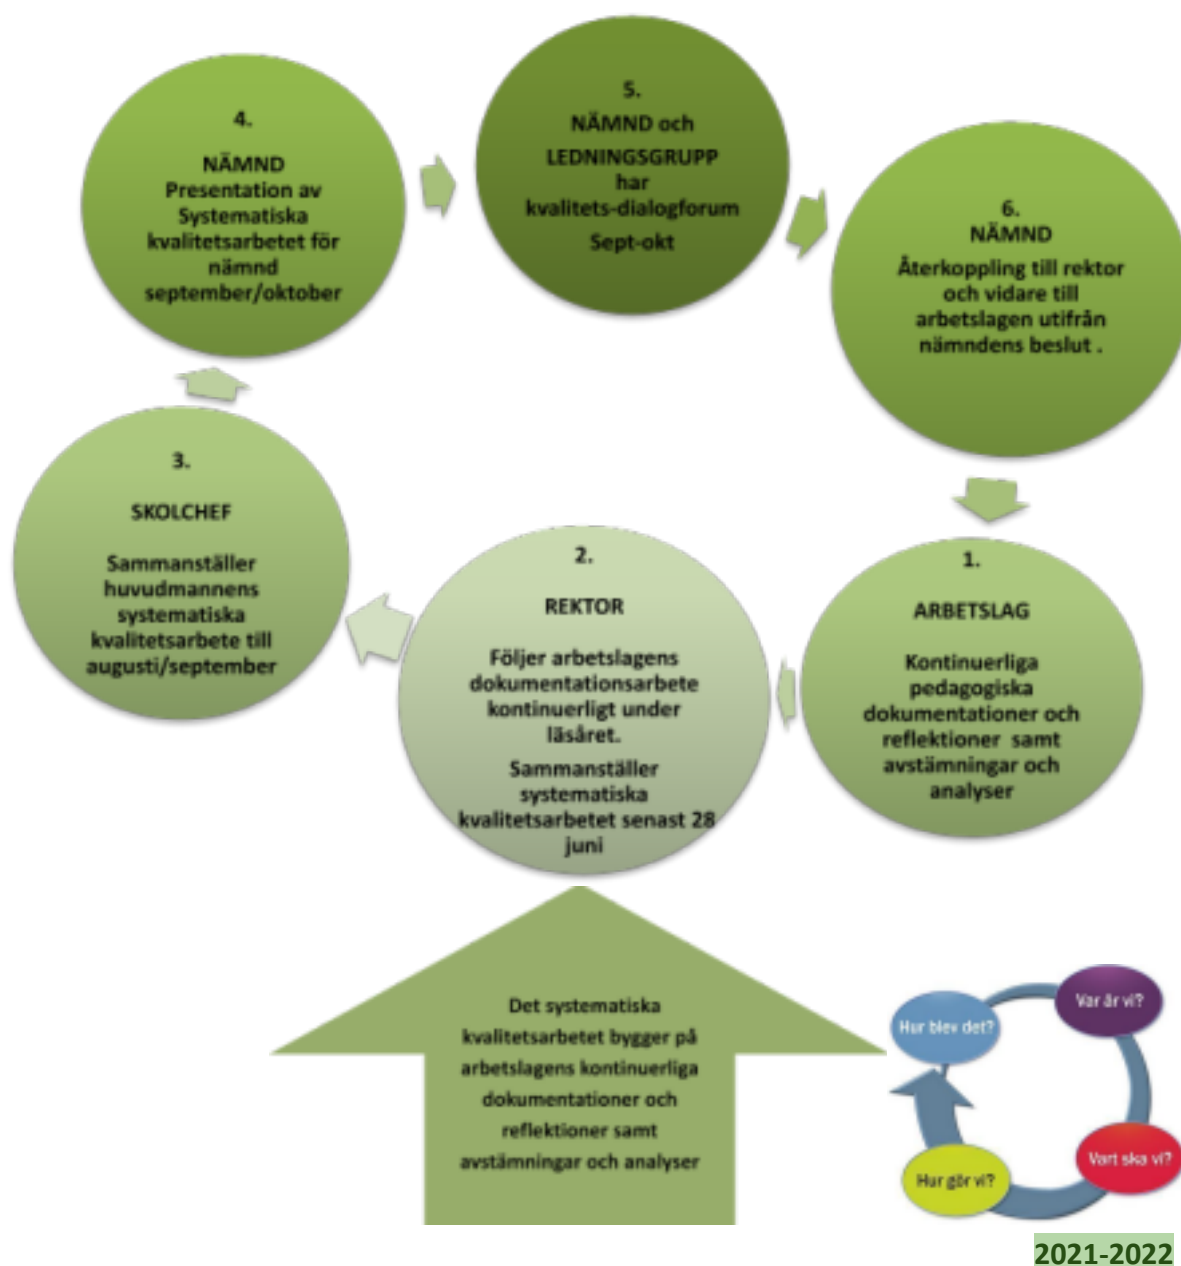 4.
NÄMND
Presentation av
Systematiska
kvalitetsarbetet för
nämnd
september/oktober
5.
NÄMND och
LEDNINGSGRUPP
har
kvalitets-dialogforum
Sept-okt
6.
NÄMND
Återkoppling till rektor
och vidare till
arbetslagen utifrån
nämndens beslut .
3.
SKOLCHEF
Sammanställer
huvudmannens
systematiska
kvalitetsarbete till
augusti/september
2.
REKTOR
Följer arbetslagens
dokumentationsarbete
kontinuerligt under
läsåret.
Sammanställer
systematiska
kvalitetsarbetet senast 28
juni
1.
ARBETSLAG
Kontinuerliga
pedagogiska
dokumentationer och
reflektioner samt
avstämningar och
analyser
Det systematiska
kvalitetsarbetet bygger på
arbetslagens kontinuerliga
dokumentationer och
reflektioner samt
avstämningar och analyser
Var är vi?
Hur blev det?
Vart ska vi?
Hur gör vi?
2021-2022